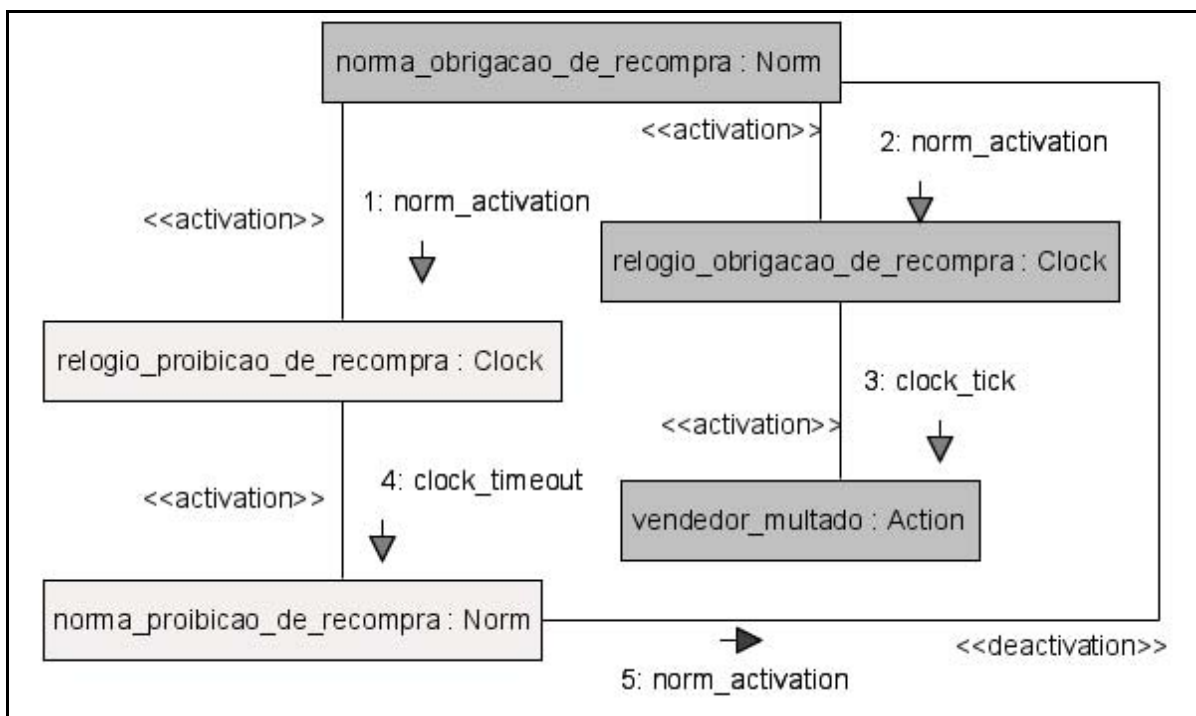 norma_obrigacao_de_recompra : Norm
<<activation>>
2: norm_activation
1: norm_activation
<<activation>>
relogio_obrigacao_de_recompra : Clock
relogio_proibicao_de_recompra : Clock
3: clock_tick
<<activation>>
4: clock_timeout
<<activation>>
vendedor_multado : Action
norma_proibicao_de_recompra : Norm
<<deactivation>>
5: norm_activation